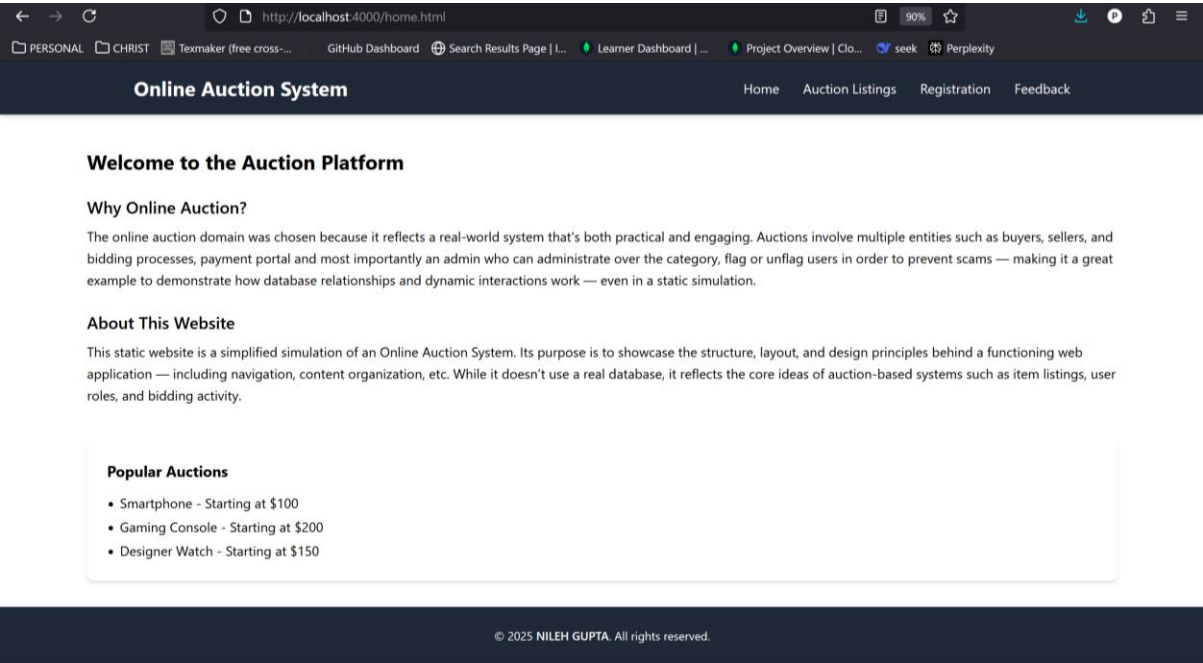 http://localhost:4000/home.html
90%
P
PERSONAL
CHRIST
Texmaker (free cross-...
GitHub Dashboard
Search Results Page | I...
Learner Dashboard | ...
Project Overview | Clo...
seek
Perplexity
Online Auction System
Home
Auction Listings
Registration
Feedback
Welcome to the Auction Platform
Why Online Auction?
The online auction domain was chosen because it reflects a real-world system that's both practical and engaging. Auctions involve multiple entities such as buyers, sellers, and
bidding processes, payment portal and most importantly an admin who can administrate over the category, flag or unflag users in order to prevent scams — making it a great
example to demonstrate how database relationships and dynamic interactions work — even in a static simulation.
About This Website
This static website is a simplified simulation of an Online Auction System. Its purpose is to showcase the structure, layout, and design principles behind a functioning web
application — including navigation, content organization, etc. While it doesn't use a real database, it reflects the core ideas of auction-based systems such as item listings, user
roles, and bidding activity.
Popular Auctions
• Smartphone - Starting at $100
• Gaming Console - Starting at $200
• Designer Watch - Starting at $150
© 2025 NILEH GUPTA. All rights reserved.